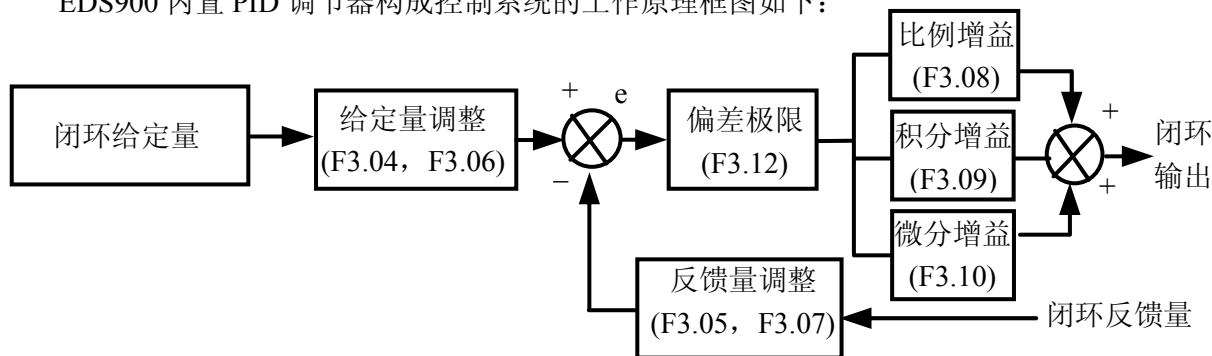 EDS900 内置 PID 调节器构成控制系统的工作原理框图如下：
闭环给定量
给定量调整
(F3.04，F3.06)
+
e
−
偏差极限
(F3.12)
比例增益
(F3.08)
积分增益
(F3.09)
微分增益
(F3.10)
+
+
闭环
输出
反馈量调整
(F3.05，F3.07)
闭环反馈量